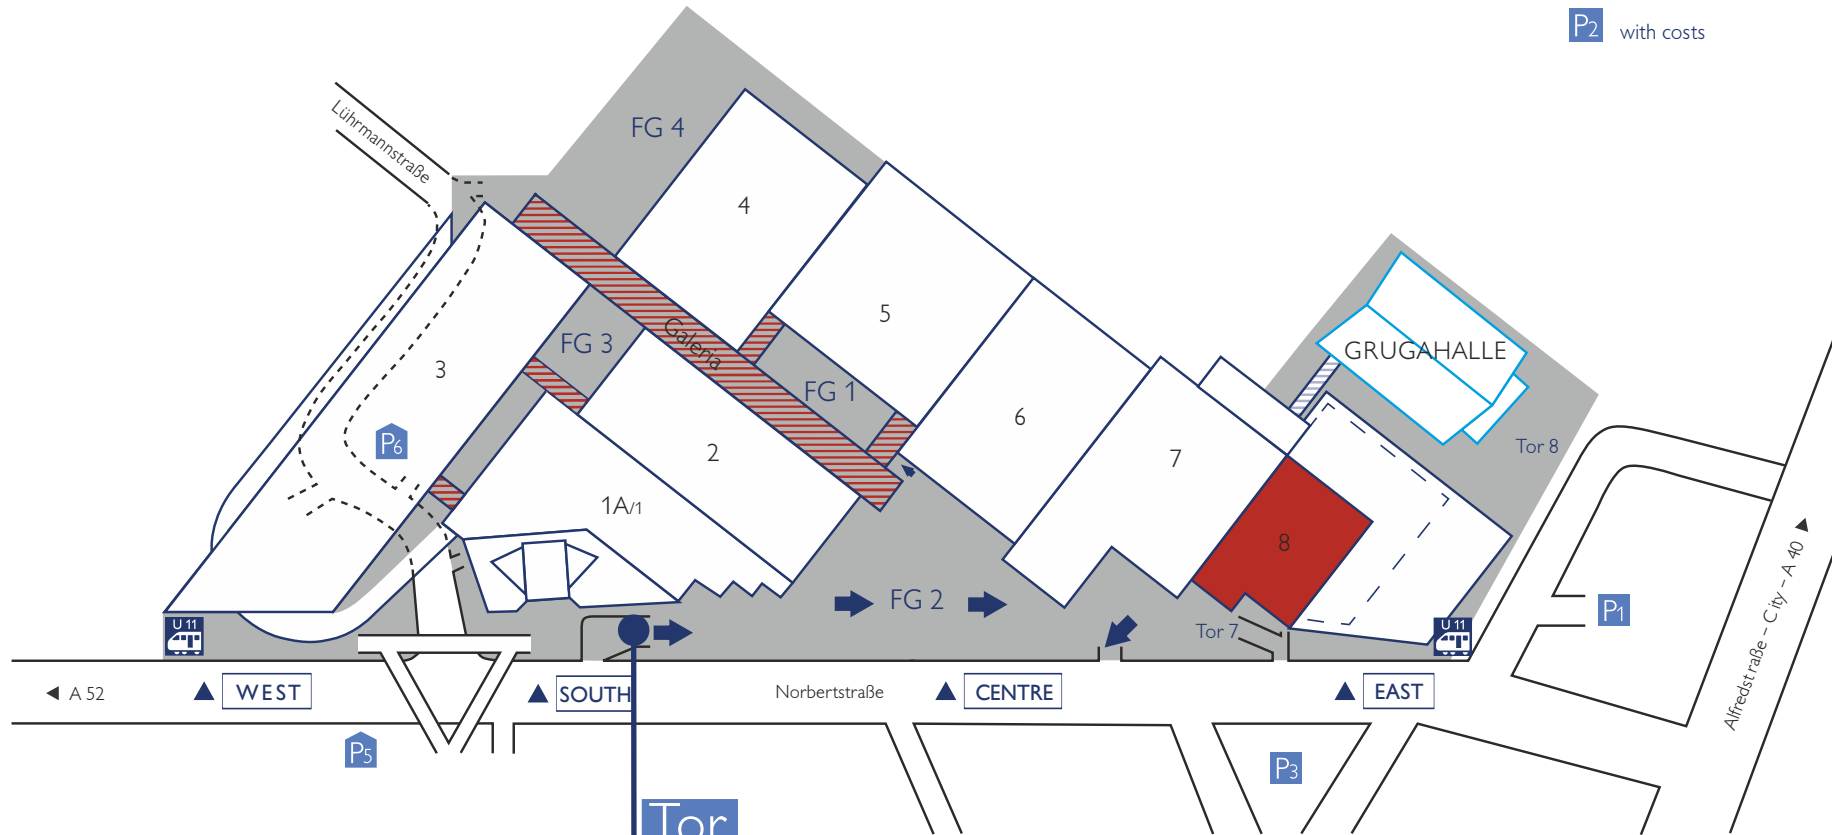 P2 with costs
Lührmannstraße
FG 4
4
5
Galeria
FG 3
3
FG 1
GRUGAHALLE
6
P6
2
7
Tor 8
1A/1
8
FG 2
P1
U 11
Tor 7
U 11
A 52
WEST
SOUTH
Norbertstraße
CENTRE
EAST
Alfredstraße – City – A 40
P5
P3
Tor